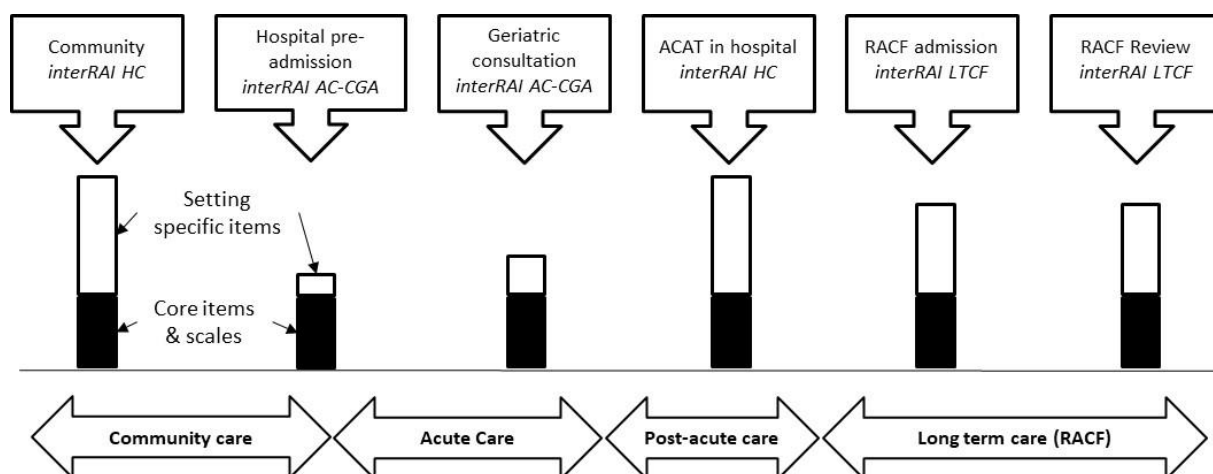 Community
interRAI HC
Hospital pre-
admission
interRAI AC-CGA
Geriatric
consultation
interRAI AC-CGA
ACAT in hospital
interRAI HC
RACF admission
interRAI LTCF
RACF Review
interRAI LTCF
Setting
specific items
Core items
& scales
Community care
Acute Care
Post-acute care
Long term care (RACF)